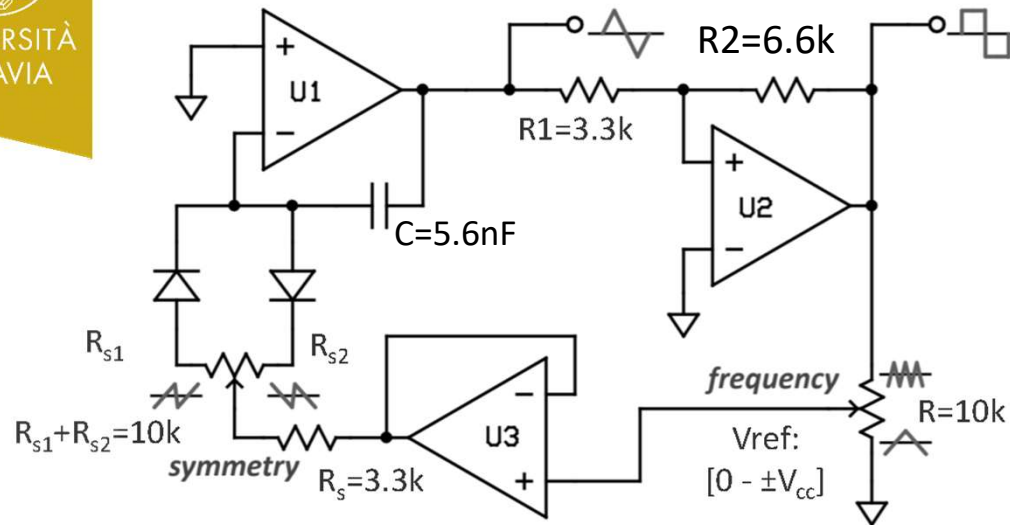 RSITÀ
AVIA
+
U1
−
R2=6.6k
R1=3.3k
+
U2
−
C=5.6nF
Rs1
Rs2
Rs1+Rs2=10k
symmetry
Rs=3.3k
−
U3
+
frequency
Vref:
[0 - ±Vcc]
R=10k